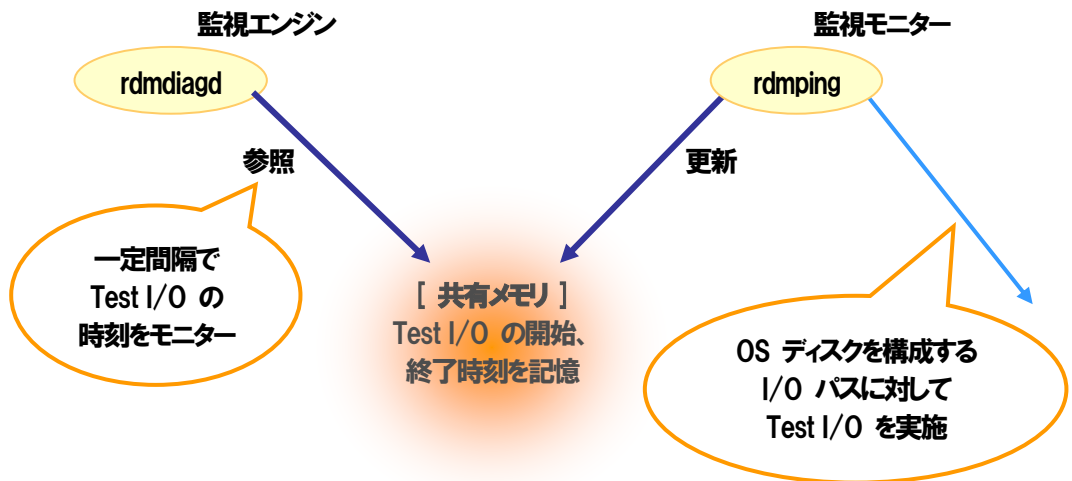 監視エンジン
監視モニター
rdmdiagd
rdmping
参照
更新
一定間隔で
Test I/O の
時刻をモニター
[ 共有メモリ ]
Test I/O の開始、
終了時刻を記憶
OS ディスクを構成する
I/O パスに対して
Test I/O を実施